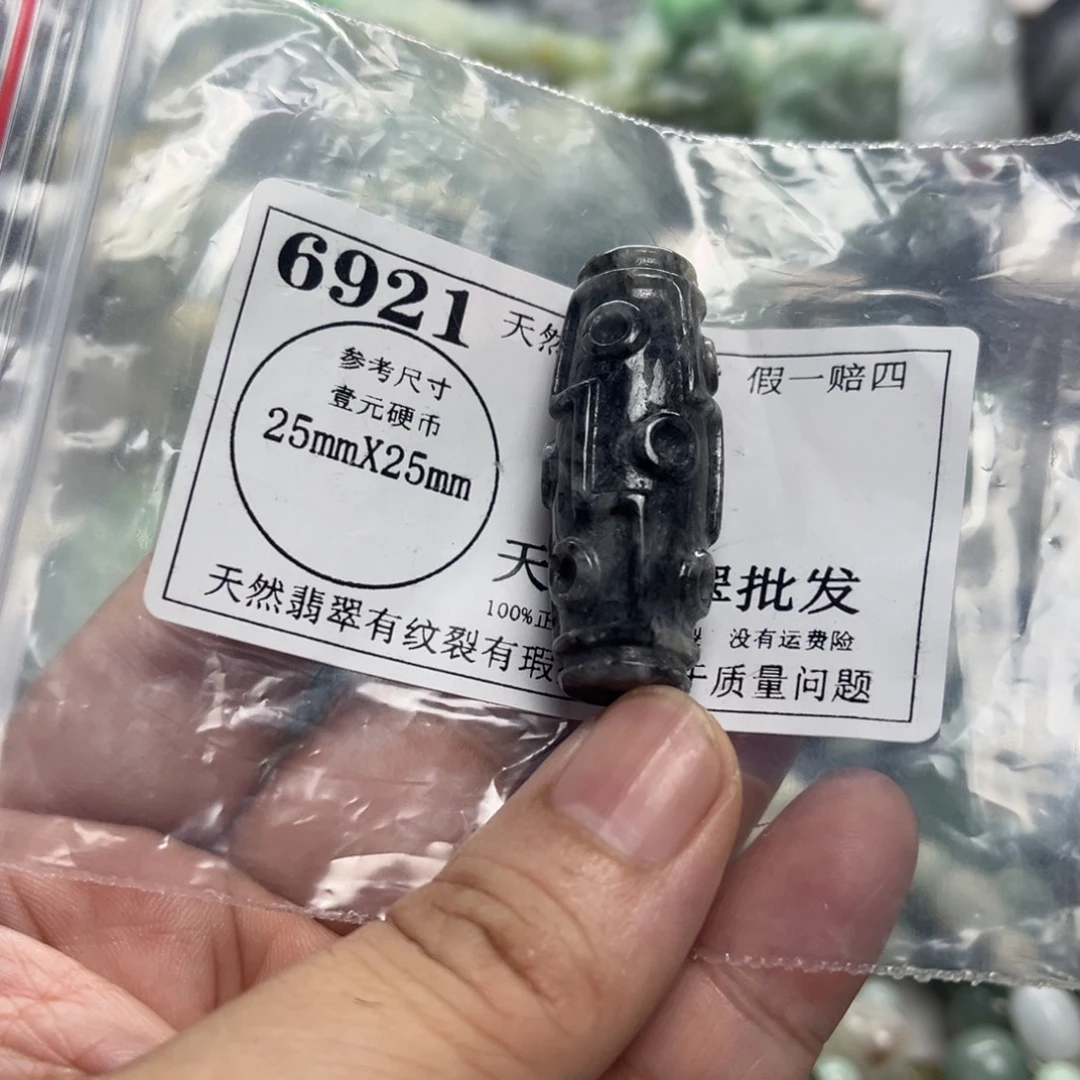 6921
天然
假一赔四
参考尺寸
壹元硬币
25mmX25mm
天 翠批发
100%正 没有运费险
天然翡翠有纹裂有瑕 于质量问题